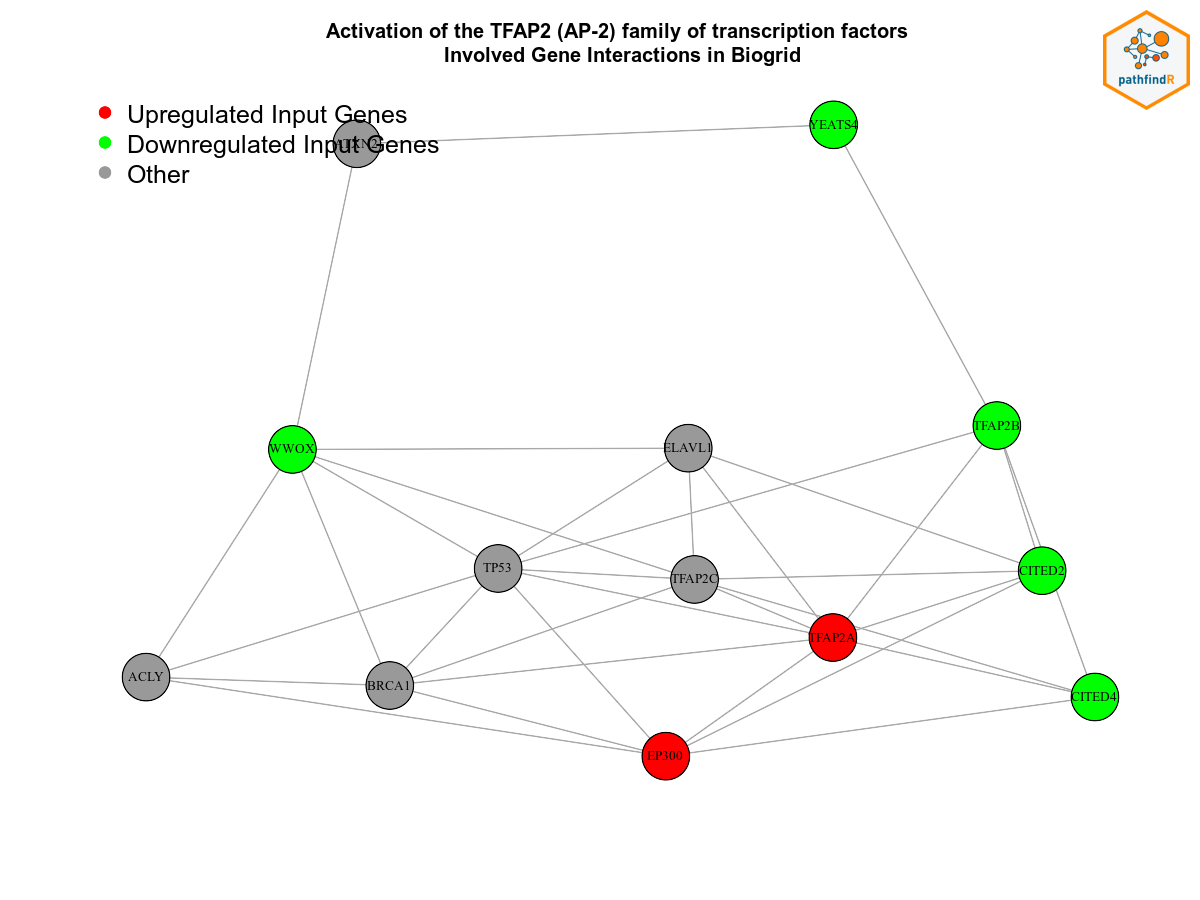 Activation of the TFAP2 (AP-2) family of transcription factors
Involved Gene Interactions in Biogrid
pathfindR
Upregulated Input Genes
Downregulated Input Genes
Other
YEATS4
TFAP2B
WWOX
ELAVL1
TP53
TFAP2C
CITED2
TFAP2A
ACLY
BRCA1
CITED4
EP300